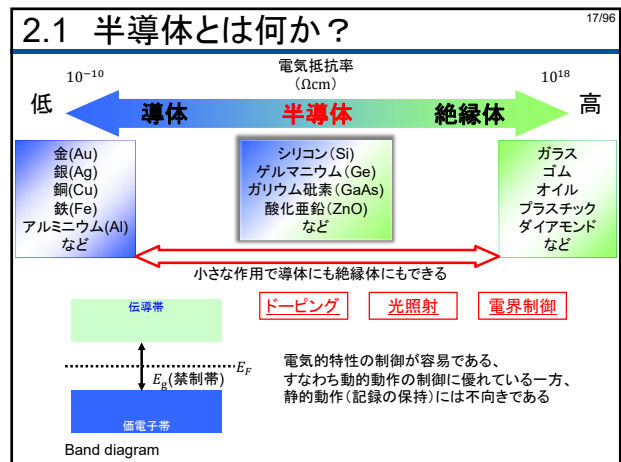 2.1 半導体とは何か？
17/96
電気抵抗率
（Ωcm）
10⁻¹⁰
10¹⁸
低
導体
半導体
絶縁体
高
金(Au)
銀(Ag)
銅(Cu)
鉄(Fe)
アルミニウム(Al)
など
シリコン（Si）
ゲルマニウム（Ge）
ガリウム砒素（GaAs）
酸化亜鉛（ZnO）
など
ガラス
ゴム
オイル
プラスチック
ダイアモンド
など
小さな作用で導体にも絶縁体にもできる
ドーピング
光照射
電界制御
伝導帯
E_F
E_g(禁制帯)
価電子帯
Band diagram
電気的特性の制御が容易である、
すなわち動的動作の制御に優れている一方、
静的動作（記録の保持）には不向きである